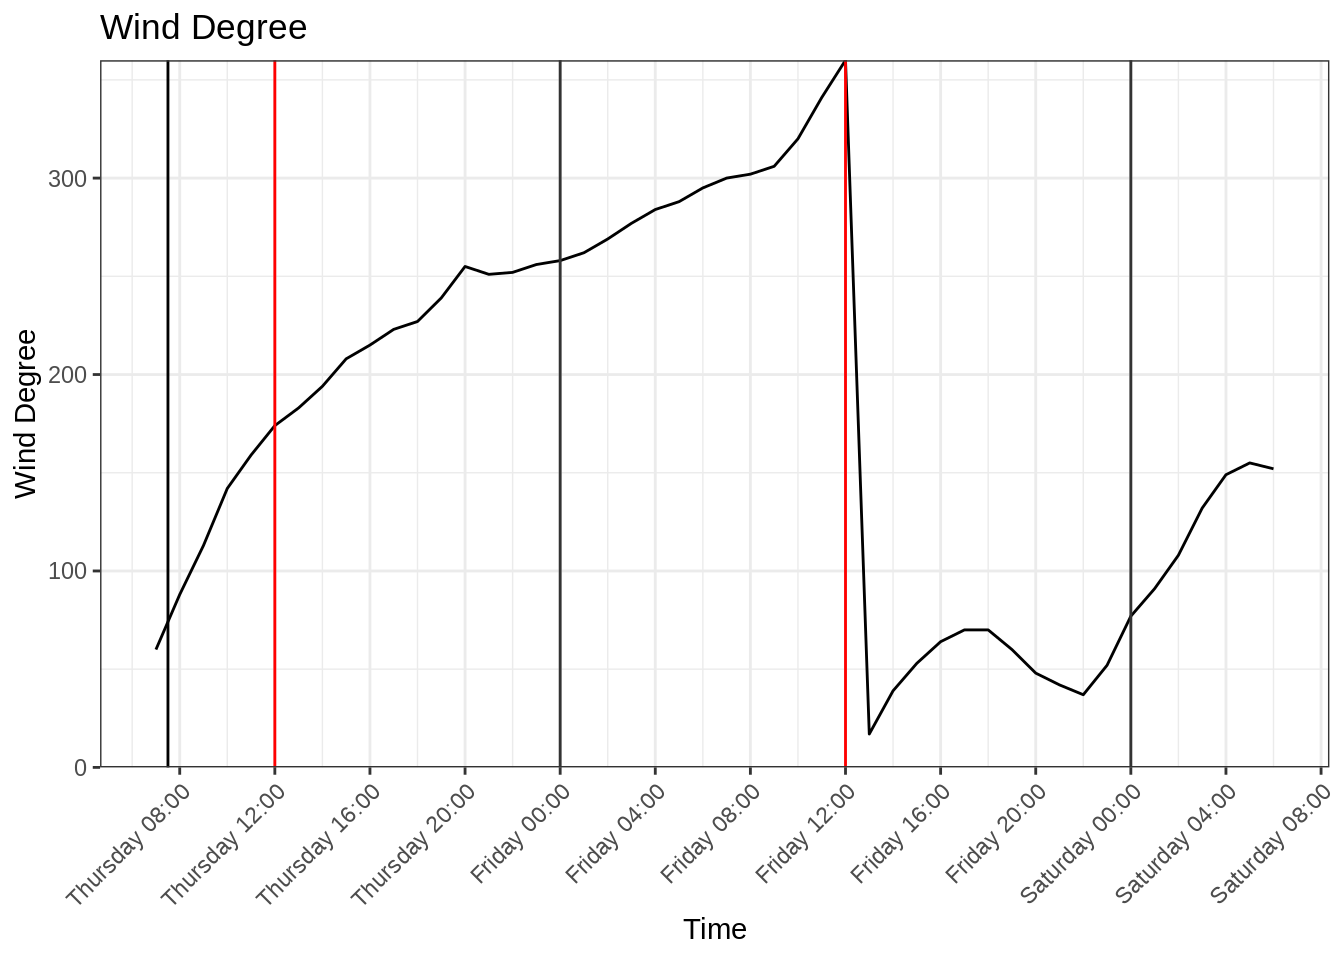 Wind Degree
Wind Degree
300
200
100
0
Thursday 08:00
Thursday 12:00
Thursday 16:00
Thursday 20:00
Friday 00:00
Friday 04:00
Friday 08:00
Friday 12:00
Friday 16:00
Friday 20:00
Saturday 00:00
Saturday 04:00
Saturday 08:00
Time